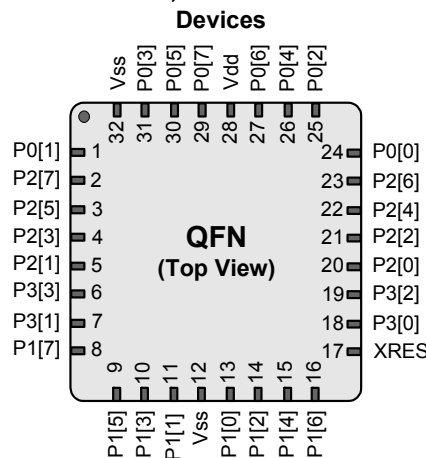 Devices
Vss P0[3] P0[5] P0[7] Vdd P0[6] P0[4] P0[2]
32 31 30 29 28 27 26 25
P0[1] 1 24 P0[0]
P2[7] 2 23 P2[6]
P2[5] 3 22 P2[4]
P2[3] 4 QFN 21 P2[2]
P2[1] 5 (Top View) 20 P2[0]
P3[3] 6 19 P3[2]
P3[1] 7 18 P3[0]
P1[7] 8 17 XRES
9 10 11 12 13 14 15 16
P1[5] P1[3] P1[1] Vss P1[0] P1[2] P1[4] P1[6]